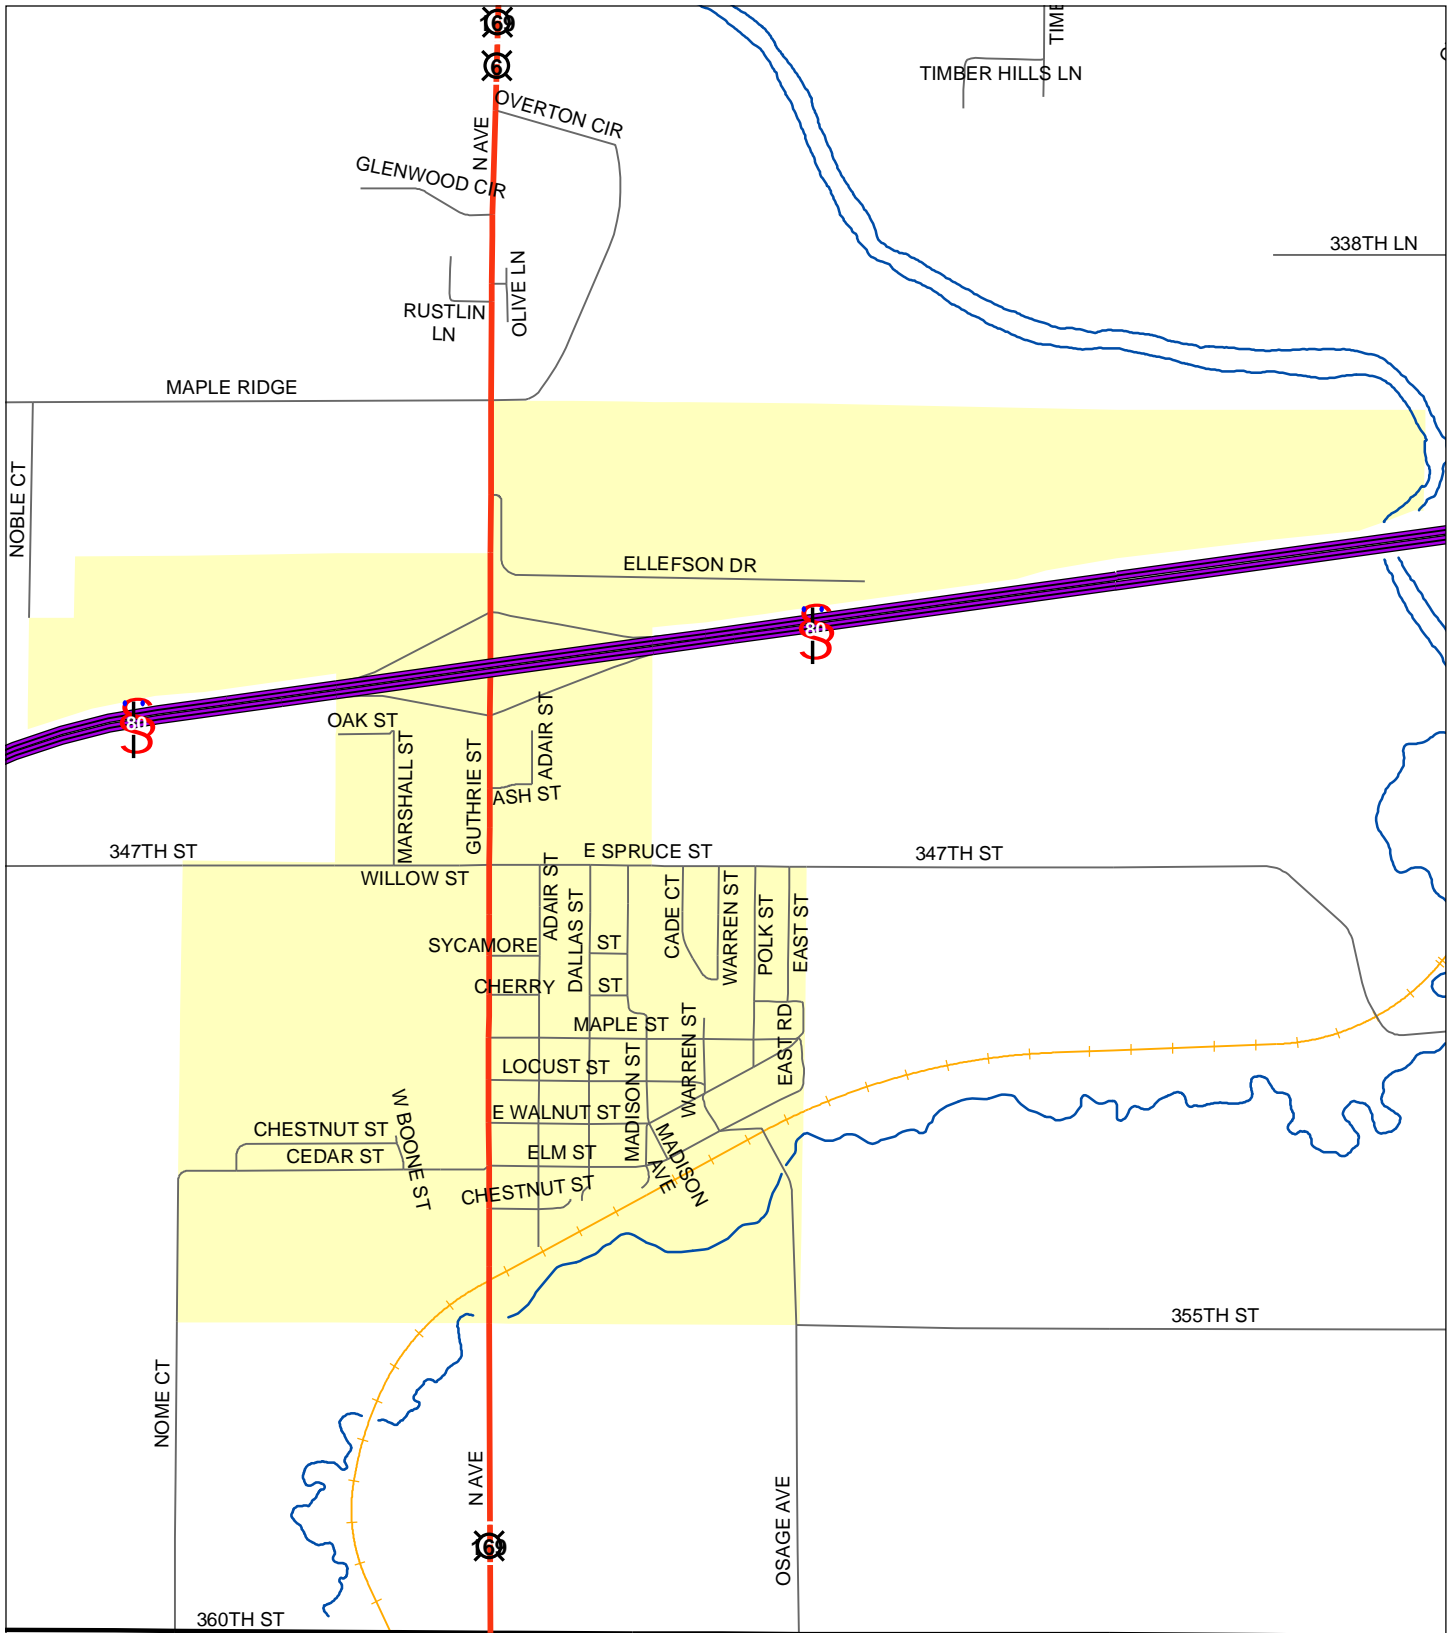 169
6
TIMBER HILLS LN
OVERTON CIR
N AVE
GLENWOOD CIR
338TH LN
OLIVE LN
RUSTLIN
LN
MAPLE RIDGE
NOBLE CT
ELLEFSON DR
80
80
OAK ST
ADAIR ST
MARSHALL ST
GUTHRIE ST
ASH ST
347TH ST
E SPRUCE ST
347TH ST
WILLOW ST
ADAIR ST
DALLAS ST
CADE CT
WARREN ST
POLK ST
EAST ST
SYCAMORE
ST
CHERRY
ST
MAPLE ST
WARREN ST
EAST RD
LOCUST ST
MADISON ST
E WALNUT ST
W BOONE ST
CHESTNUT ST
CEDAR ST
ELM ST
MADISON
AVE
CHESTNUT ST
355TH ST
NOME CT
N AVE
OSAGE AVE
169
360TH ST